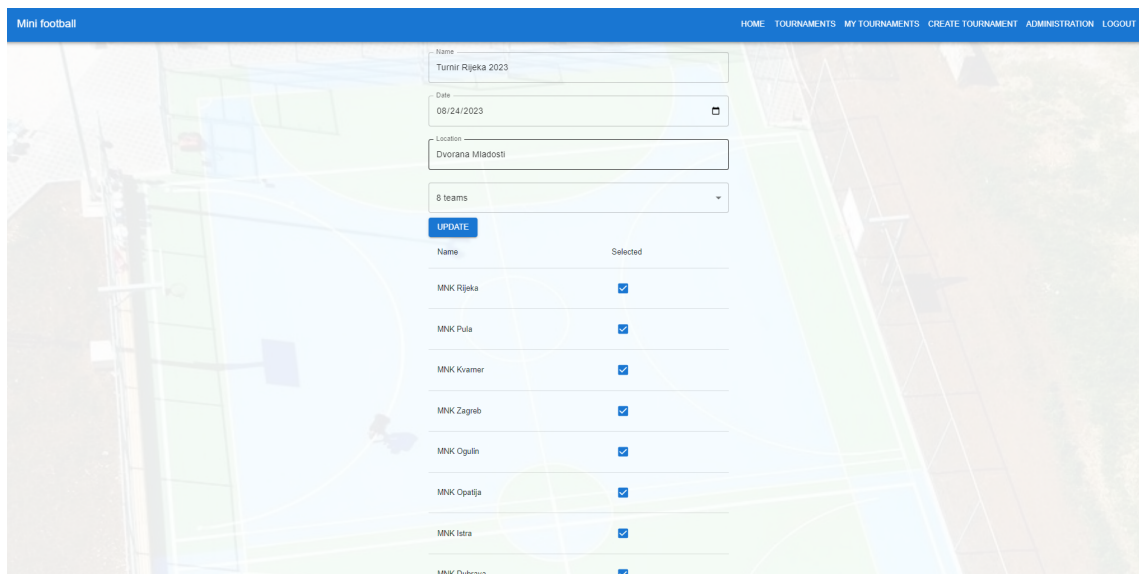 Mini football
HOME TOURNAMENTS MY TOURNAMENTS CREATE TOURNAMENT ADMINISTRATION LOGOUT
Name
Turnir Rijeka 2023
Date
08/24/2023
Location
Dvorana Mladosti
8 teams
UPDATE
Name Selected
MNK Rijeka
MNK Pula
MNK Kvarner
MNK Zagreb
MNK Ogulin
MNK Opatija
MNK Istra
MNK Dubrava